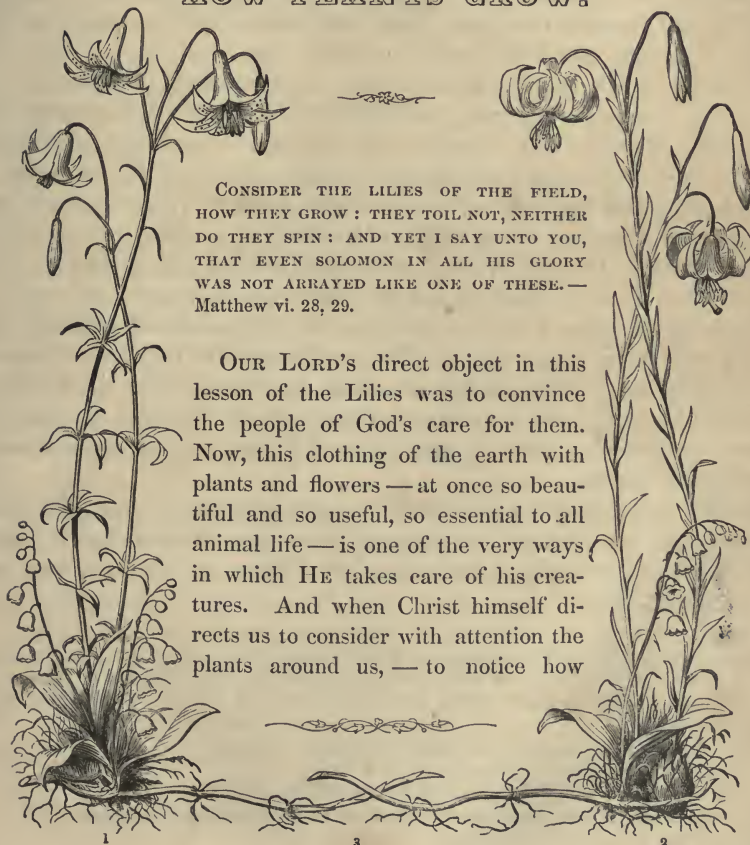 HOW PLANTS GROW.
CONSIDER THE LILIES OF THE FIELD,
HOW THEY GROW : THEY TOIL NOT, NEITHER
DO THEY SPIN : AND YET I SAY UNTO YOU,
THAT EVEN SOLOMON IN ALL HIS GLORY
WAS NOT ARRAYED LIKE ONE OF THESE. —
Matthew vi. 28, 29.
OUR LORD'S direct object in this
lesson of the Lilies was to convince
the people of God's care for them.
Now, this clothing of the earth with
plants and flowers — at once so beau-
tiful and so useful, so essential to all
animal life — is one of the very ways
in which HE takes care of his crea-
tures. And when Christ himself di-
rects us to consider with attention the
plants around us, — to notice how
1 3 2